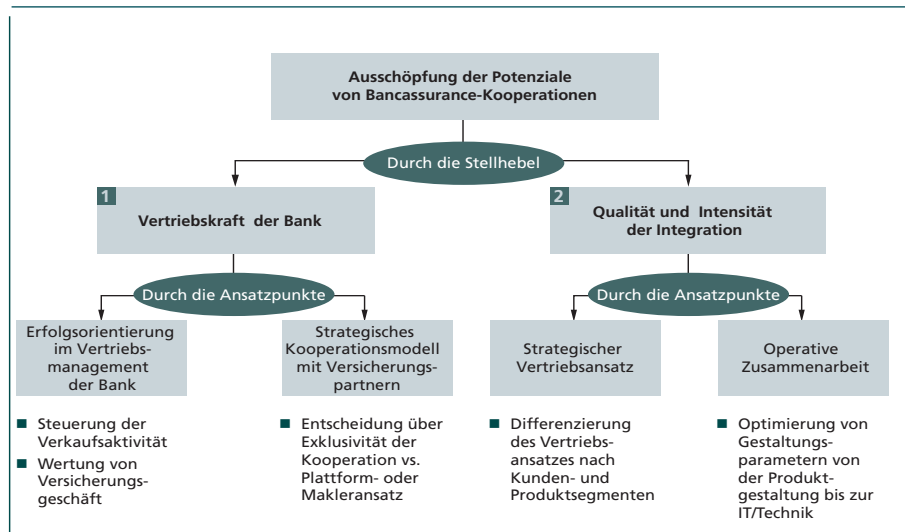 Ausschöpfung der Potenziale
von Bancassurance-Kooperationen
Durch die Stellhebel
1
Vertriebskraft der Bank
2
Qualität und Intensität
der Integration
Durch die Ansatzpunkte
Durch die Ansatzpunkte
Erfolgsorientierung
im Vertriebs-
management
der Bank
Strategisches
Kooperationsmodell
mit Versicherungs-
partnern
Strategischer
Vertriebsansatz
Operative
Zusammenarbeit
■ Steuerung der
Verkaufsaktivität
■ Wertung von
Versicherungs-
geschäft
■ Entscheidung über
Exklusivität der
Kooperation vs.
Plattform- oder
Makleransatz
■ Differenzierung
des Vertriebs-
ansatzes nach
Kunden- und
Produktsegmenten
■ Optimierung von
Gestaltungs-
parametern von
der Produkt-
gestaltung bis zur
IT/Technik